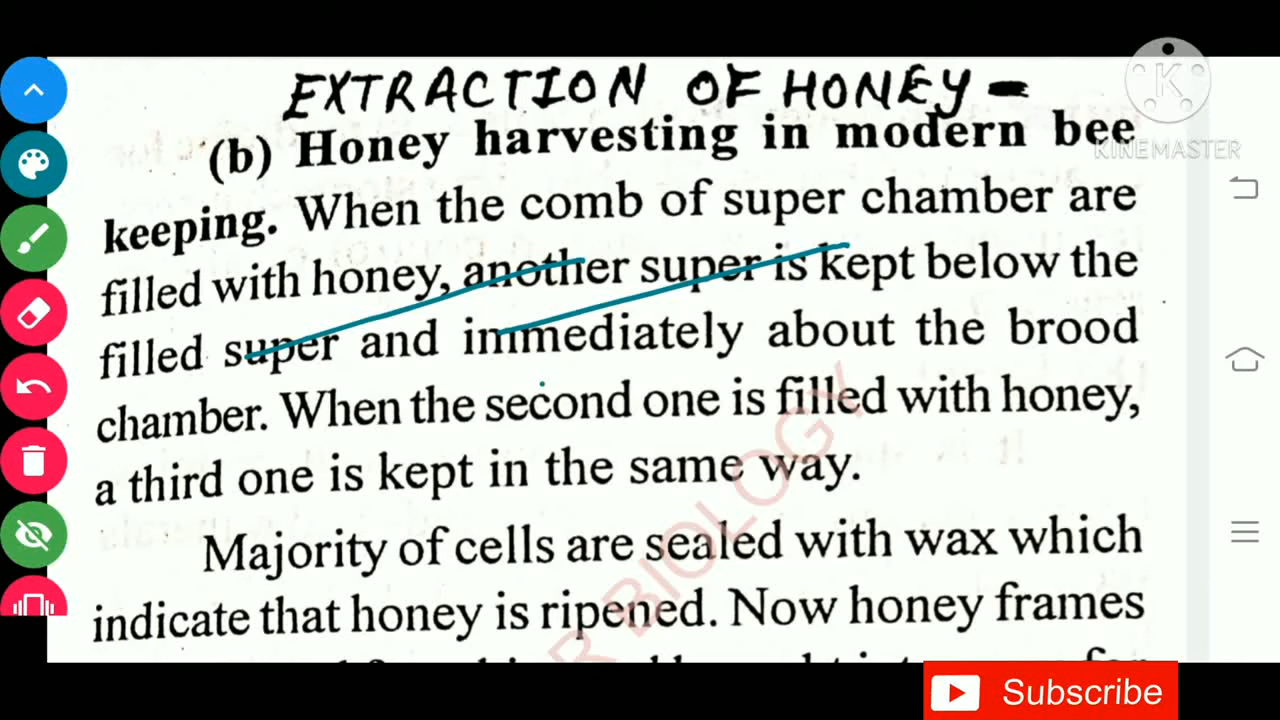 EXTRACTION OF HONEY -
KINEMASTER
(b) Honey harvesting in modern bee
keeping. When the comb of super chamber are
filled with honey, another super is kept below the
filled super and immediately about the brood
chamber. When the second one is filled with honey,
a third one is kept in the same way.
Majority of cells are sealed with wax which
indicate that honey is ripened. Now honey frames
R BIOLOGY
Subscribe